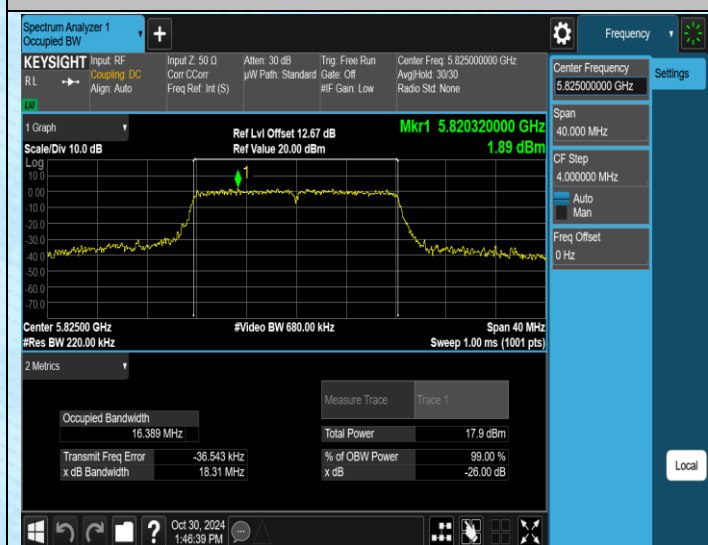 Spectrum Analyzer 1
Occupied BW
Frequency
KEYSIGHT
RL
Input: RF
Coupling: DC
Align: Auto
Input Z: 50 Ω
Corr CCorr
Freq Ref: Int (S)
Atten: 30 dB
µW Path: Standard
Trig: Free Run
Gate: Off
#IF Gain: Low
Center Freq: 5.825000000 GHz
Avg|Hold: 30/30
Radio Std: None
Center Frequency
5.825000000 GHz
Settings
Span
40.000 MHz
CF Step
4.000000 MHz
Auto
Man
Freq Offset
0 Hz
1 Graph
Scale/Div 10.0 dB
Ref Lvl Offset 12.67 dB
Ref Value 20.00 dBm
Mkr1 5.820320000 GHz
1.89 dBm
Log
10.0
0.00
-10.0
-20.0
-30.0
-40.0
-50.0
-60.0
-70.0
1
Center 5.82500 GHz
#Res BW 220.00 kHz
#Video BW 680.00 kHz
Span 40 MHz
Sweep 1.00 ms (1001 pts)
2 Metrics
Measure Trace Trace 1
Occupied Bandwidth
16.389 MHz
Total Power 17.9 dBm
Transmit Freq Error -36.543 kHz
% of OBW Power 99.00 %
x dB Bandwidth 18.31 MHz
x dB -26.00 dB
Local
Oct 30, 2024
1:46:39 PM